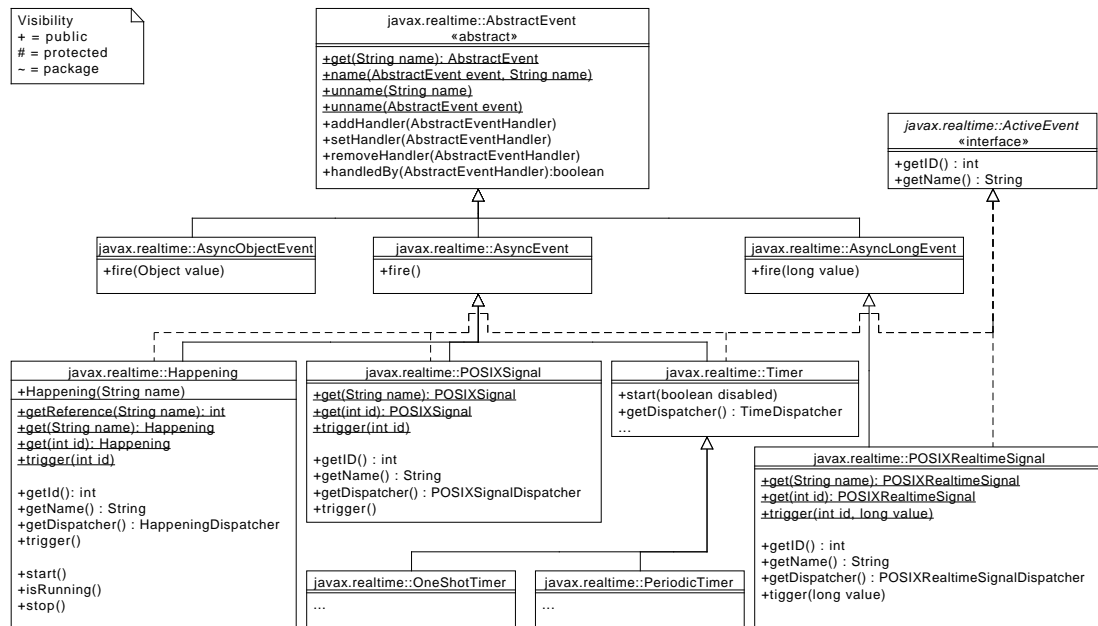 Visibility
+ = public
# = protected
~ = package
javax.realtime::AbstractEvent
«abstract»
+get(String name): AbstractEvent
+name(AbstractEvent event, String name)
+unname(String name)
+unname(AbstractEvent event)
+addHandler(AbstractEventHandler)
+setHandler(AbstractEventHandler)
+removeHandler(AbstractEventHandler)
+handledBy(AbstractEventHandler):boolean
javax.realtime::ActiveEvent
«interface»
+getID() : int
+getName() : String
javax.realtime::AsyncObjectEvent
+fire(Object value)
javax.realtime::AsyncEvent
+fire()
javax.realtime::AsyncLongEvent
+fire(long value)
javax.realtime::Happening
+Happening(String name)
+getReference(String name): int
+get(String name): Happening
+get(int id): Happening
+trigger(int id)
+getId(): int
+getName() : String
+getDispatcher() : HappeningDispatcher
+trigger()
+start()
+isRunning()
+stop()
javax.realtime::POSIXSignal
+get(String name): POSIXSignal
+get(int id): POSIXSignal
+trigger(int id)
+getID() : int
+getName() : String
+getDispatcher() : POSIXSignalDispatcher
+trigger()
javax.realtime::Timer
+start(boolean disabled)
+getDispatcher() : TimeDispatcher
...
javax.realtime::POSIXRealtimeSignal
+get(String name): POSIXRealtimeSignal
+get(int id): POSIXRealtimeSignal
+trigger(int id, long value)
+getID() : int
+getName() : String
+getDispatcher() : POSIXRealtimeSignalDispatcher
+tigger(long value)
javax.realtime::OneShotTimer
...
javax.realtime::PeriodicTimer
...